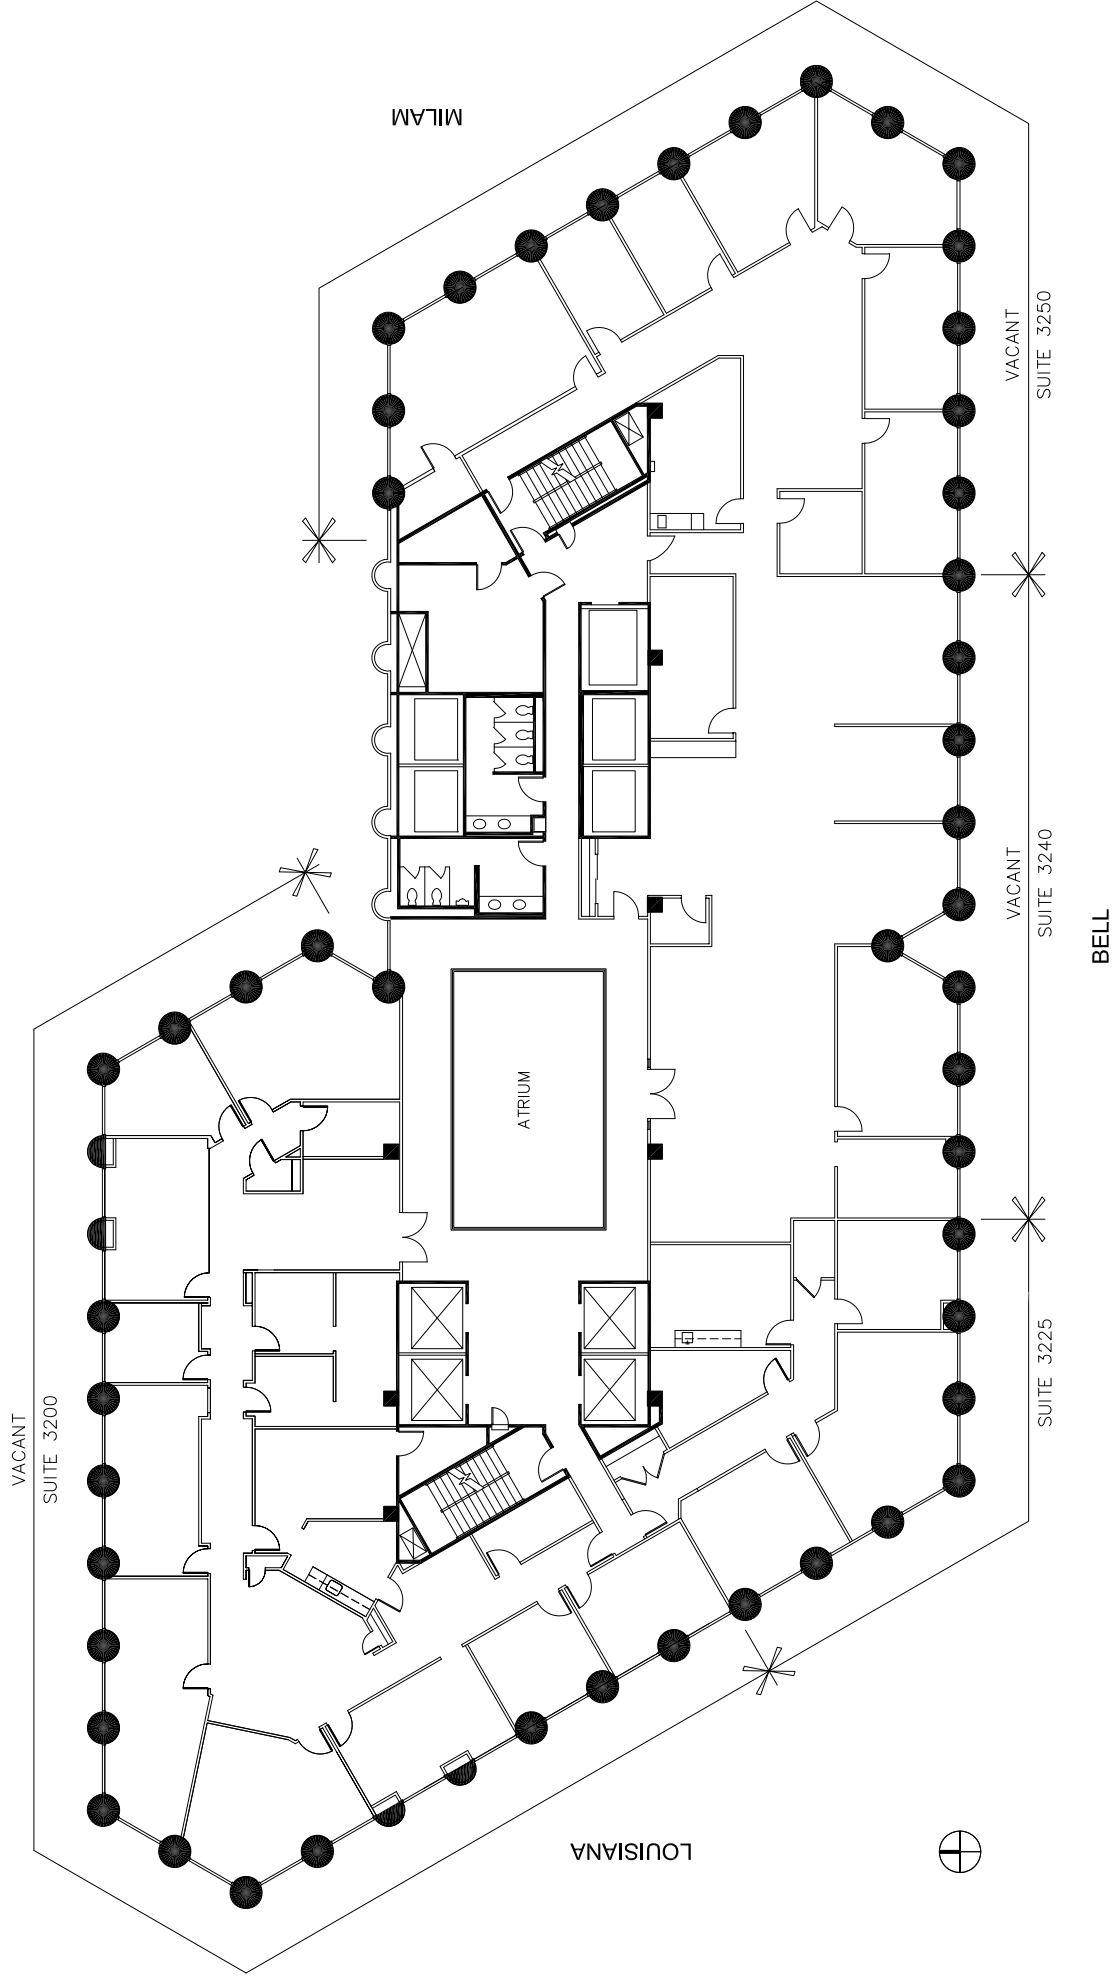 MILAM
VACANT
SUITE 3250
VACANT
SUITE 3240
BELL
ATRIUM
SUITE 3225
VACANT
SUITE 3200
LOUISIANA